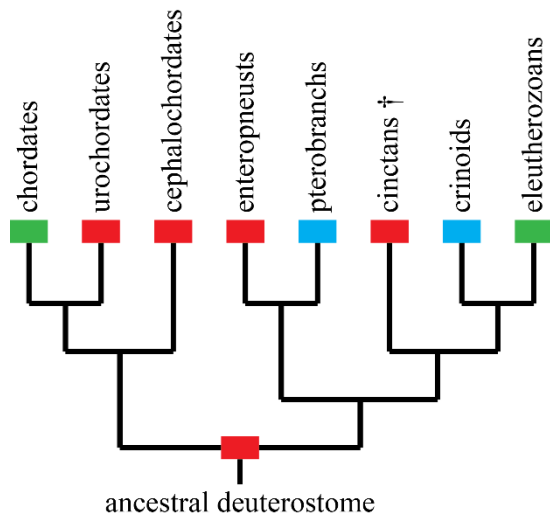 chordates
urochordates
cephalochordates
enteropneusts
pterobranchs
cinctans †
crinoids
eleutherozoans
ancestral deuterostome